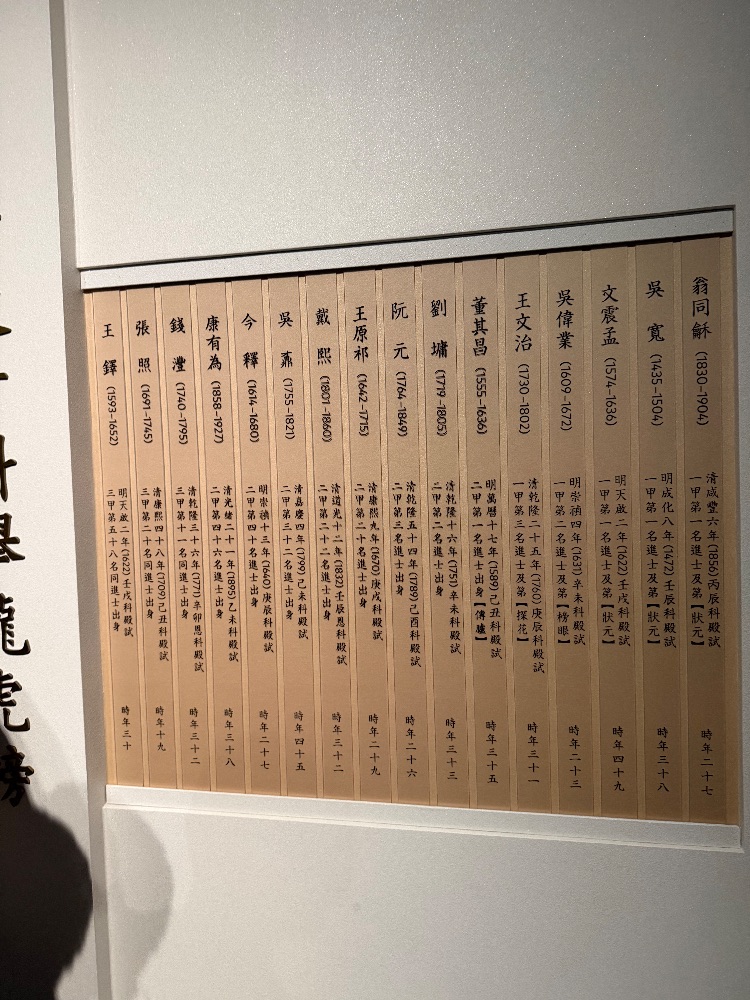 翁同龢 (1830-1904)
清咸豐六年(1856)丙辰科殿試
一甲第一名進士及第【狀元】
時年二十七
吳寬 (1435-1504)
明成化八年(1472)壬辰科殿試
一甲第一名進士及第【狀元】
時年三十八
文震孟 (1574-1636)
明天啟二年(1622)壬戌科殿試
一甲第一名進士及第【狀元】
時年四十九
吳偉業 (1609-1672)
明崇禎四年(1631)辛未科殿試
一甲第二名進士及第【榜眼】
時年二十三
王文治 (1730-1802)
清乾隆二十五年(1760)庚辰科殿試
一甲第三名進士及第【探花】
時年三十一
董其昌 (1555-1636)
明萬曆十七年(1589)己丑科殿試
二甲第一名進士出身【傳臚】
時年三十五
劉墉 (1719-1805)
清乾隆十六年(1751)辛未科殿試
二甲第二名進士出身
時年三十三
阮元 (1764-1849)
清乾隆五十四年(1789)己酉科殿試
二甲第三名進士出身
時年二十六
王原祁 (1642-1715)
清康熙九年(1670)庚戌科殿試
二甲第二十名進士出身
時年二十九
戴熙 (1801-1860)
清道光十二年(1832)壬辰恩科殿試
二甲第二十二名進士出身
時年三十二
吳鼒 (1755-1821)
清嘉慶四年(1799)己未科殿試
二甲第三十二名進士出身
時年四十五
今釋 (1614-1680)
明崇禎十三年(1640)庚辰科殿試
二甲第四十名進士出身
時年二十七
康有為 (1858-1927)
清光緒二十一年(1895)乙未科殿試
二甲第四十六名進士出身
時年三十八
錢灃 (1740-1795)
清乾隆三十六年(1771)辛卯恩科殿試
三甲第十一名同進士出身
時年三十二
張照 (1691-1745)
清康熙四十八年(1709)己丑科殿試
三甲第二十名同進士出身
時年十九
王鐸 (1593-1652)
明天啟二年(1622)壬戌科殿試
三甲第五十八名同進士出身
時年三十
科舉龍虎榜